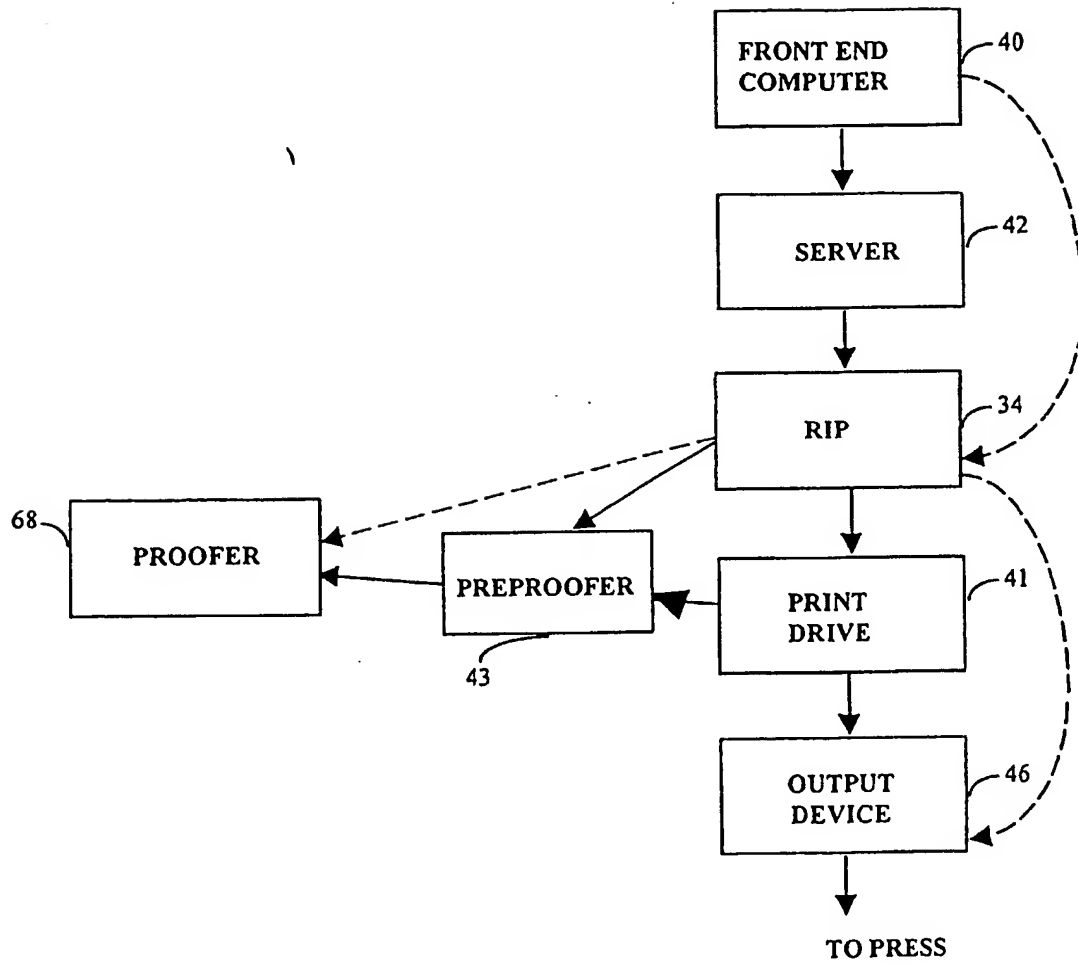 FRONT END
COMPUTER
40
SERVER
42
RIP
34
PROOFER
68
PREPROOFER
43
PRINT
DRIVE
41
OUTPUT
DEVICE
46
TO PRESS